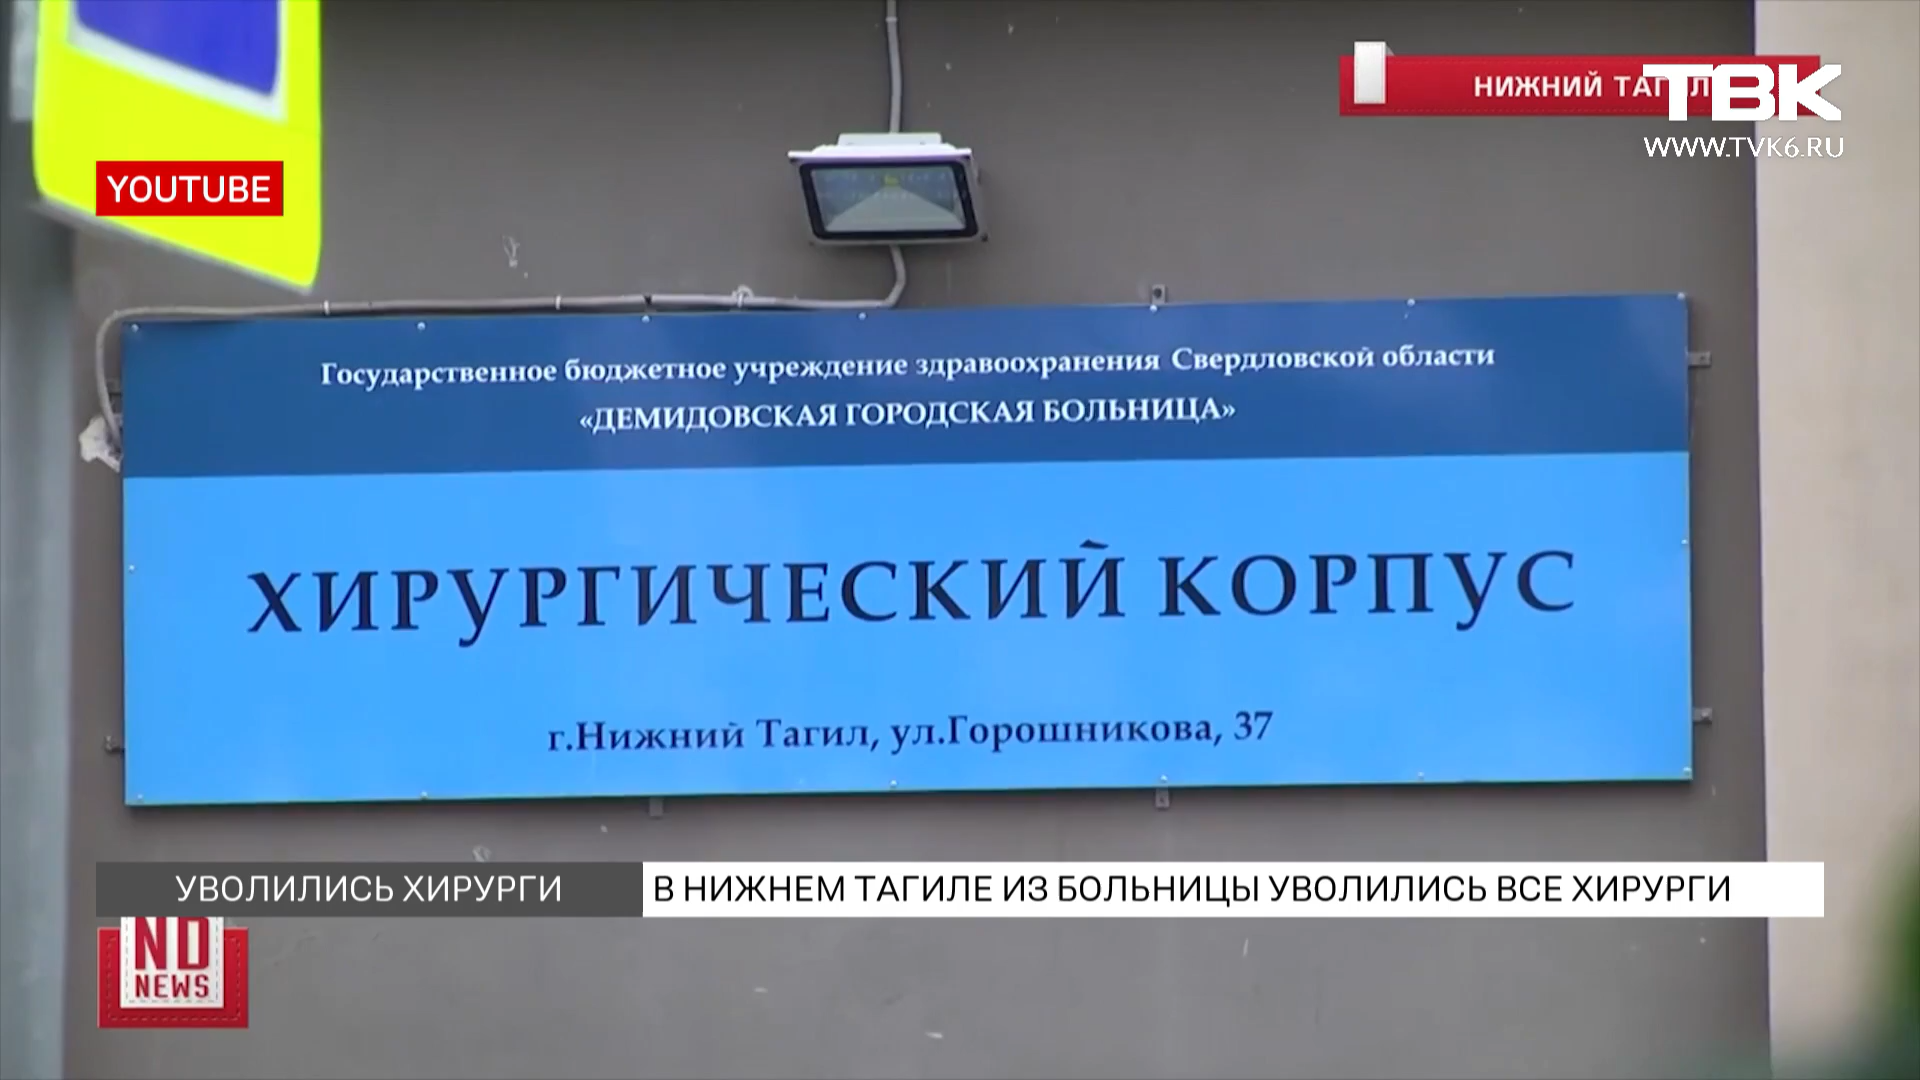 НИЖНИЙ ТАГИЛ
ТВК
WWW.TVK6.RU
YOUTUBE
Государственное бюджетное учреждение здравоохранения Свердловской области
«ДЕМИДОВСКАЯ ГОРОДСКАЯ БОЛЬНИЦА»
ХИРУРГИЧЕСКИЙ КОРПУС
г.Нижний Тагил, ул.Горошникова, 37
УВОЛИЛИСЬ ХИРУРГИ
В НИЖНЕМ ТАГИЛЕ ИЗ БОЛЬНИЦЫ УВОЛИЛИСЬ ВСЕ ХИРУРГИ
ND
NEWS